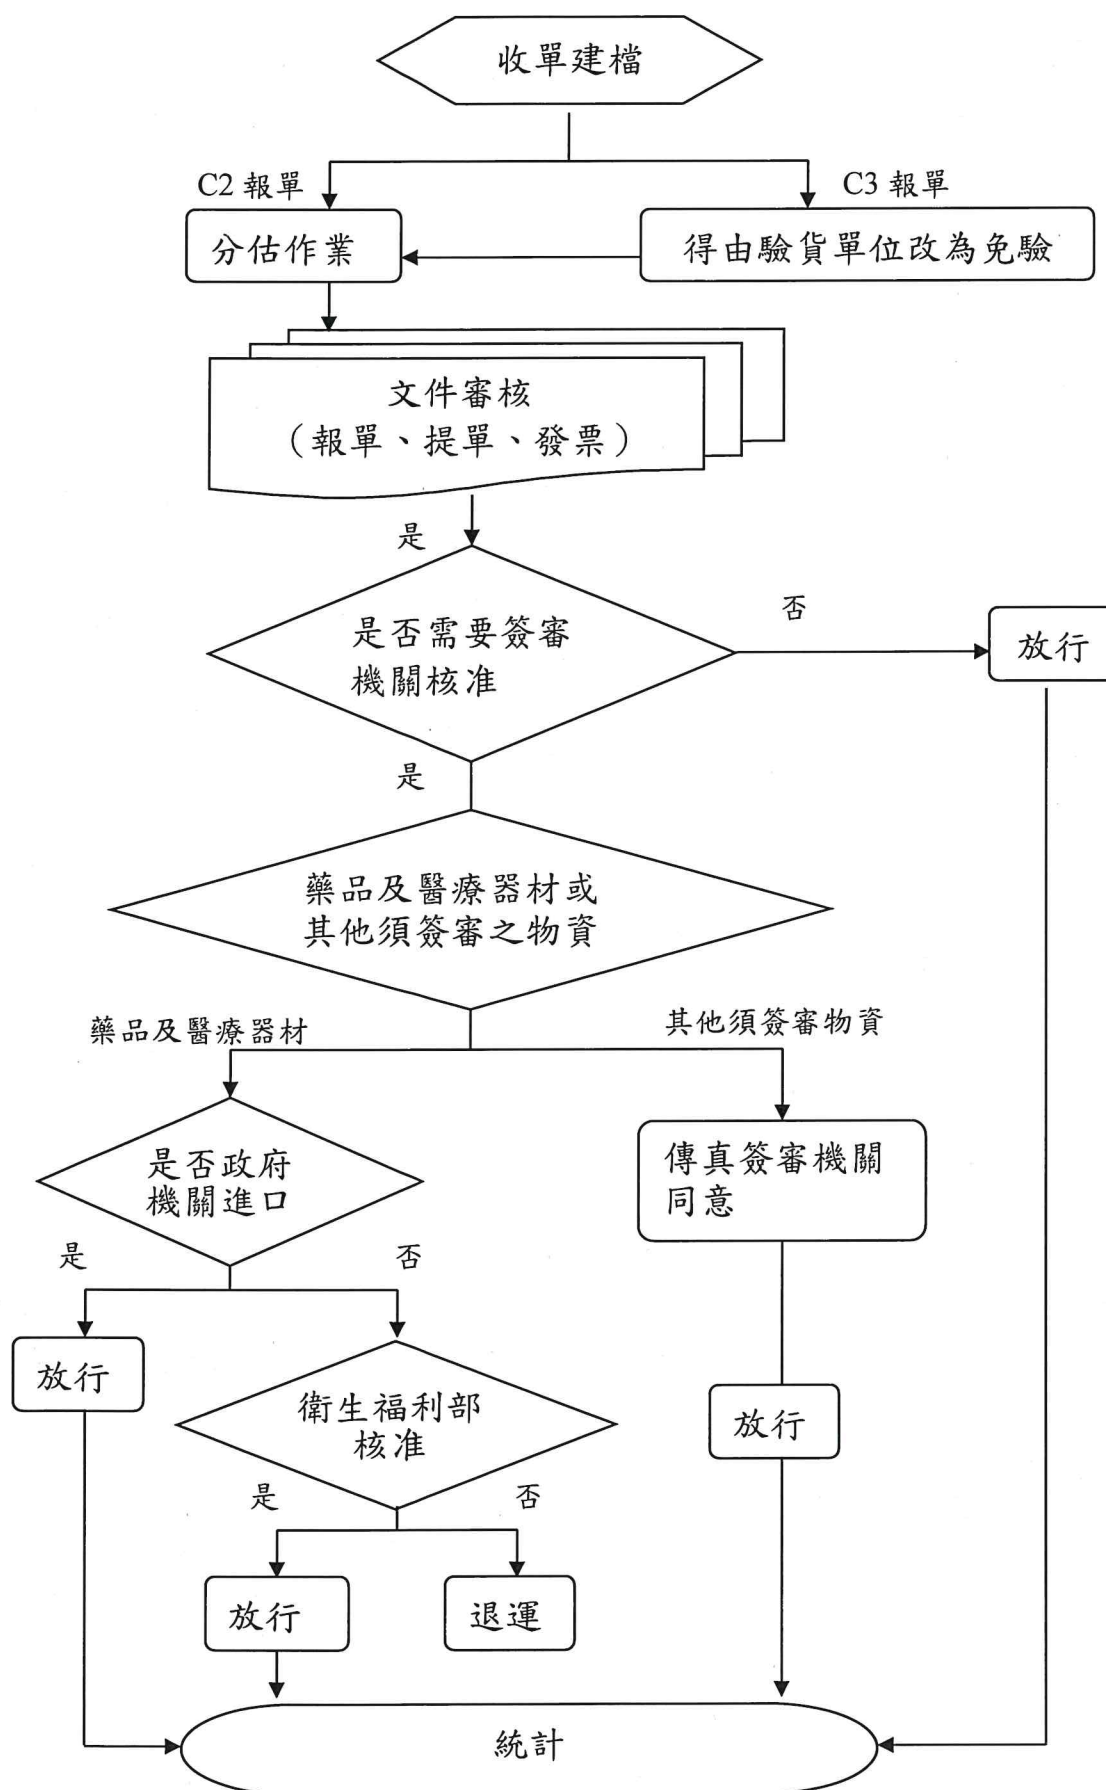 收單建檔
C2 報單
C3 報單
分估作業
得由驗貨單位改為免驗
文件審核
（報單、提單、發票）
是
是否需要簽審
機關核准
否
放行
是
藥品及醫療器材或
其他須簽審之物資
藥品及醫療器材
其他須簽審物資
是否政府
機關進口
傳真簽審機關
同意
是
否
放行
衛生福利部
核准
放行
是
否
放行
退運
統計